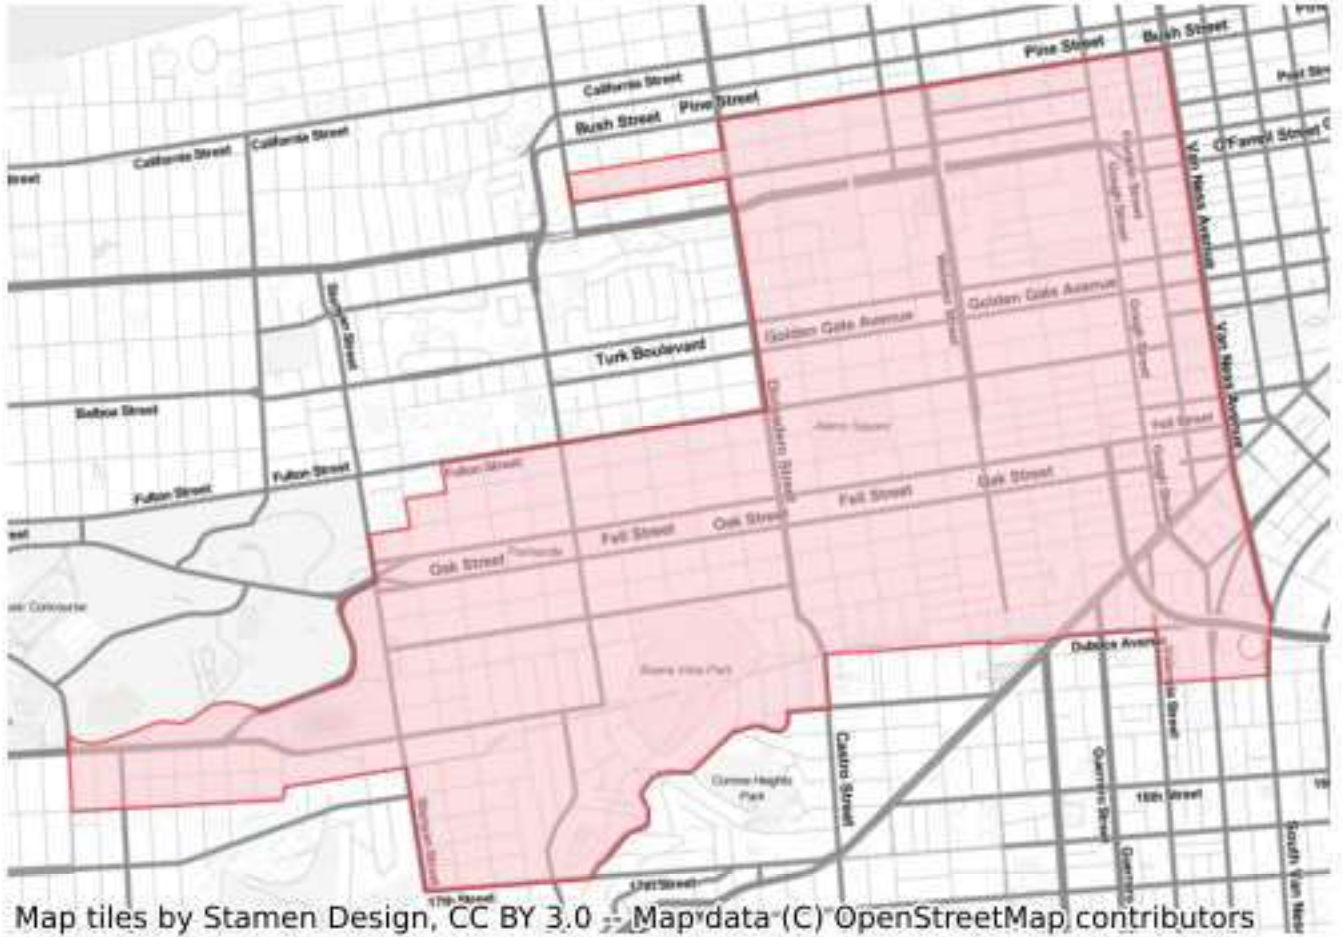 Bush Street
Pine Street
California Street
Pine Street
Bush Street
California Street
California Street
O'Farrell Street
Van Ness Avenue
Gough Street
Golden Gate Avenue
Golden Gate Avenue
Turk Boulevard
Gough Street
Van Ness Avenue
Balboa Street
Fell Street
Fulton Street
Fulton Street
Fulton Street
Divisadero Street
Gough Street
Oak Street
Fell Street
Oak Street
Fell Street
Oak Street
Buena Vista Park
Duboce Avenue
Castro Street
Corona Heights
Park
Guerrero Street
18th Street
Stanyan Street
South Van Ness
17th Street
17th Street
Map tiles by Stamen Design, CC BY 3.0 -- Map data (C) OpenStreetMap contributors